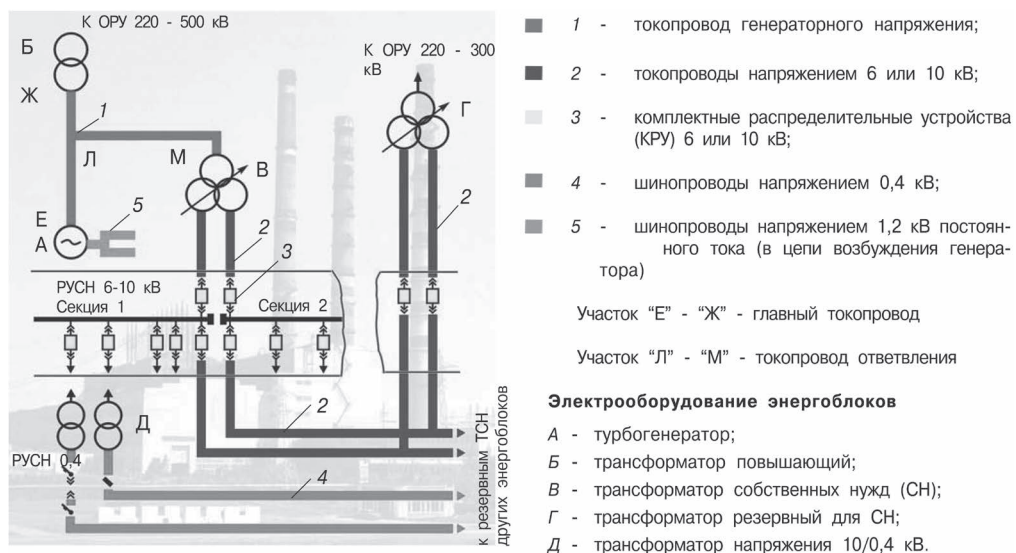 К ОРУ 220 - 500 кВ
Б
К ОРУ 220 - 300
кВ
Ж
1
Г
Л
М
В
2
Е
5
А
2
3
РУСН 6-10 кВ
Секция 1
Секция 2
2
Д
РУСН 0,4
4
к резервным ТСН
других энергоблоков
1 - токопровод генераторного напряжения;
2 - токопроводы напряжением 6 или 10 кВ;
3 - комплектные распределительные устройства
(КРУ) 6 или 10 кВ;
4 - шинопроводы напряжением 0,4 кВ;
5 - шинопроводы напряжением 1,2 кВ постоян-
ного тока (в цепи возбуждения генера-
тора)
Участок “Е” - “Ж” - главный токопровод
Участок “Л” - “М” - токопровод ответвления
Электрооборудование энергоблоков
А - турбогенератор;
Б - трансформатор повышающий;
В - трансформатор собственных нужд (СН);
Г - трансформатор резервный для СН;
Д - трансформатор напряжения 10/0,4 кВ.